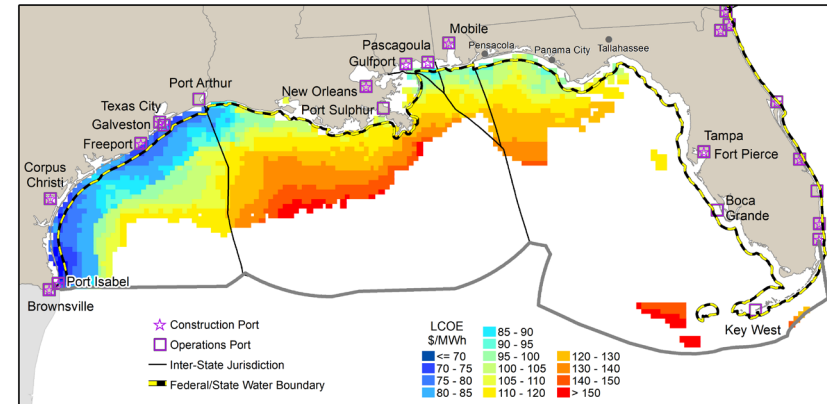 Mobile
Pascagoula
Pensacola
Tallahassee
Gulfport
Panama City
Port Arthur
New Orleans
Texas City
Port Sulphur
Galveston
Freeport
Tampa
Fort Pierce
Corpus
Christi
Boca
Grande
Port Isabel
Brownsville
Key West
Construction Port
Operations Port
Inter-State Jurisdiction
Federal/State Water Boundary
LCOE
$/MWh
<= 70
70 - 75
75 - 80
80 - 85
85 - 90
90 - 95
95 - 100
100 - 105
105 - 110
110 - 120
120 - 130
130 - 140
140 - 150
> 150